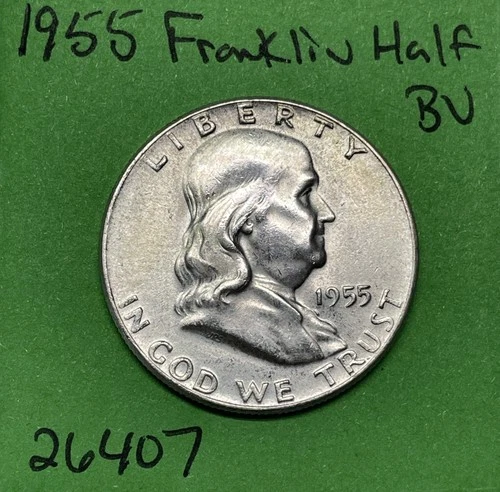 1955 Franklin Half
BU
LIBERTY
1955
IN GOD WE TRUST
26407